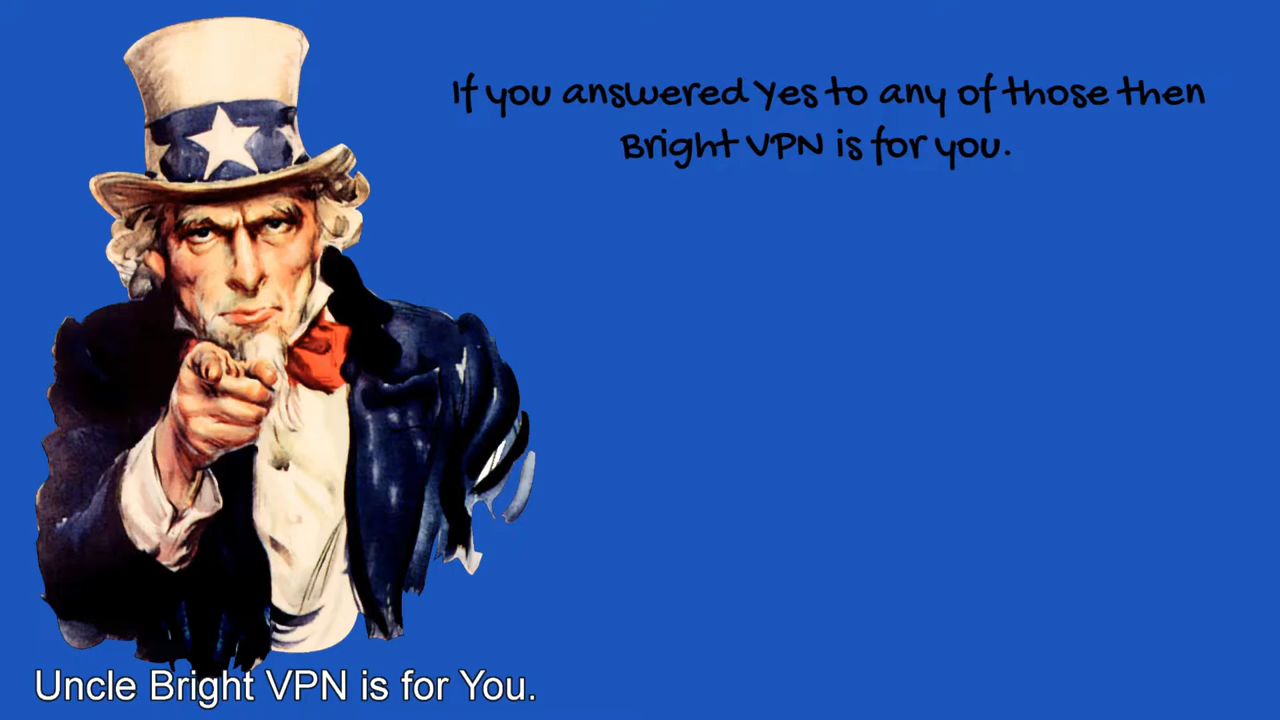 If you answered Yes to any of those then
Bright VPN is for you.
Uncle Bright VPN is for You.